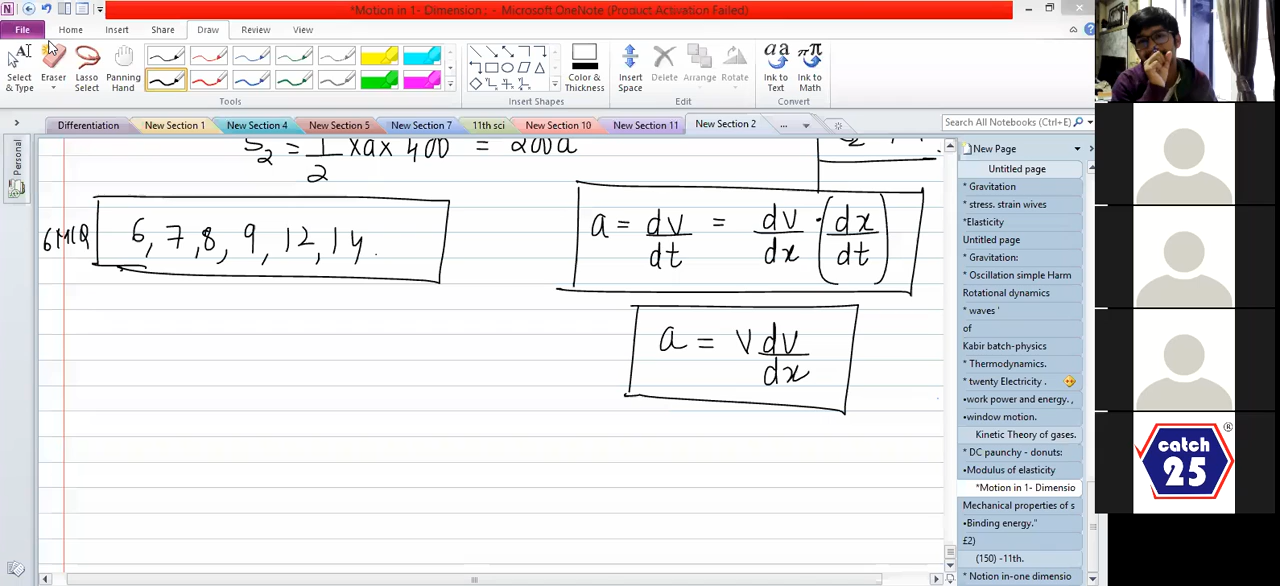 *Motion in 1- Dimension : - Microsoft OneNote (Product Activation Failed)
File Home Insert Share Draw Review View
Select & Type
Eraser
Lasso Select
Panning Hand
Color & Thickness
Insert Space
Delete
Arrange
Rotate
Ink to Text
Ink to Math
Tools
Insert Shapes
Edit
Convert
Differentiation New Section 1 New Section 4 New Section 5 New Section 7 11th sci New Section 10 New Section 11 New Section 2 ...
Search All Notebooks (Ctrl+E)
Personal
S₂ = 1/2 × a × 400 = 200a
6 MCQ 6, 7, 8, 9, 12, 14.
a = dv/dt = dv/dx · (dx/dt)
a = v dv/dx
New Page
Untitled page
* Gravitation
* stress. strain wives
*Elasticity
Untitled page
* Gravitation:
* Oscillation simple Harm
Rotational dynamics
* waves '
of
Kabir batch-physics
* Thermodynamics.
* twenty Electricity .
•work power and energy. ,
•window motion.
Kinetic Theory of gases.
* DC paunchy - donuts:
•Modulus of elasticity
*Motion in 1- Dimensio
Mechanical properties of s
•Binding energy."
£2)
(150) -11th.
* Notion in-one dimensio
catch
25
®